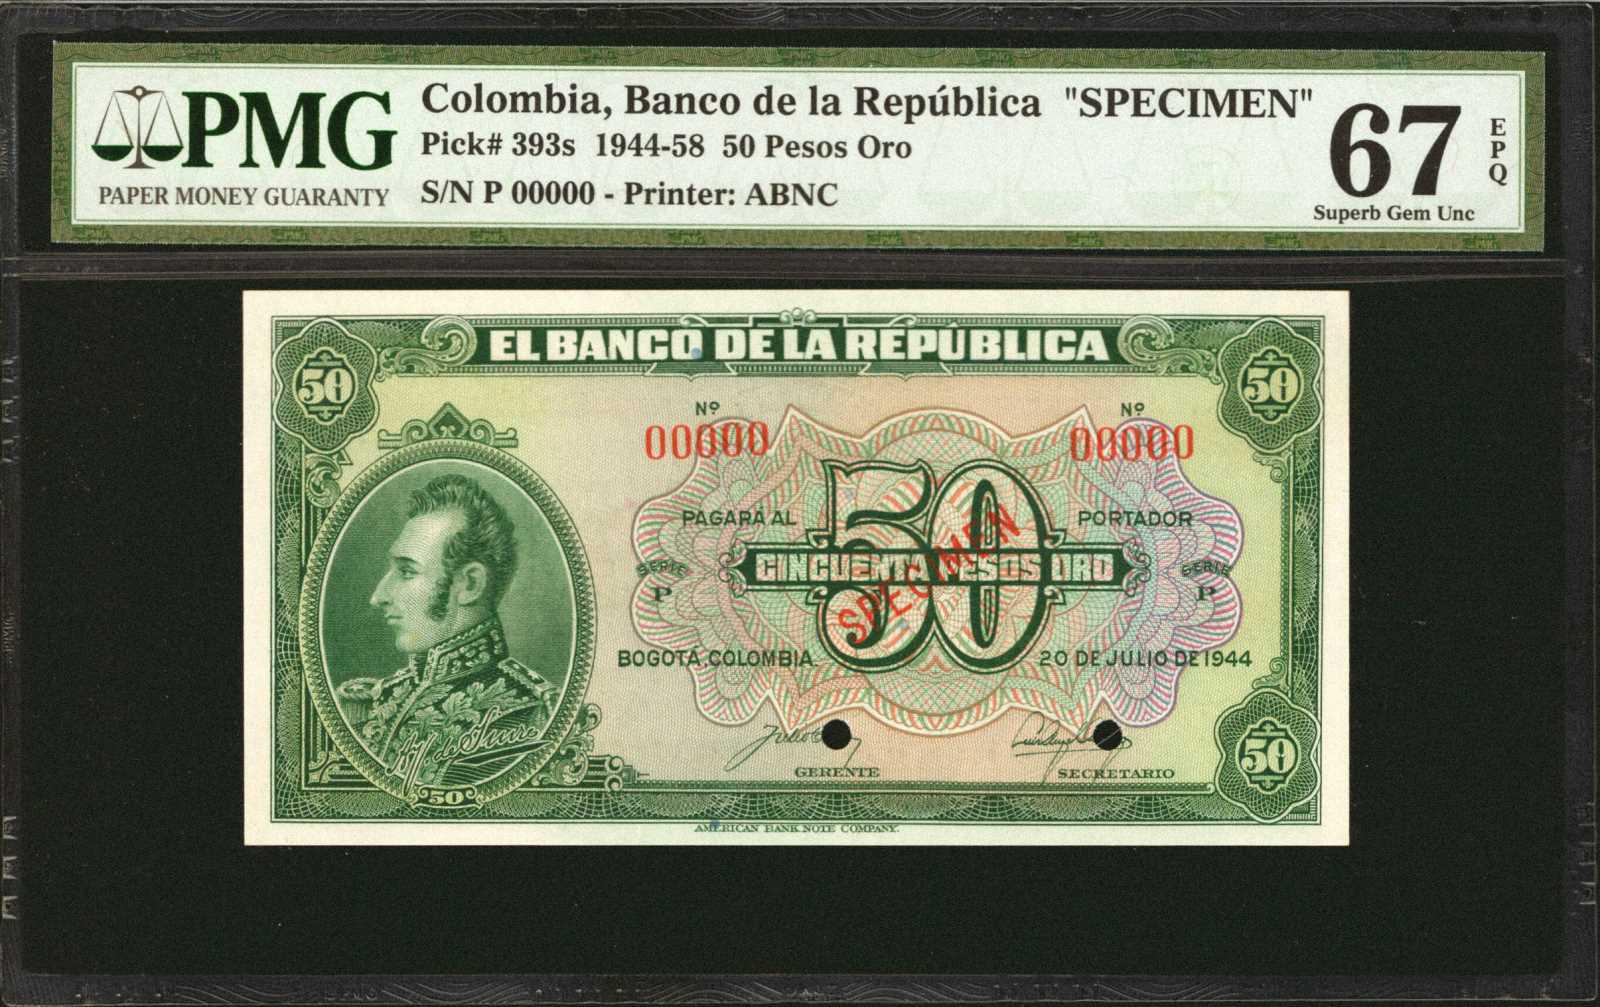 PMG
PAPER MONEY GUARANTY
Colombia, Banco de la República "SPECIMEN"
Pick# 393s 1944-58 50 Pesos Oro
S/N P 00000 - Printer: ABNC
67
EPQ
Superb Gem Unc
EL BANCO DE LA REPÚBLICA
50
50
Nº
Nº
00000
00000
50
PAGARÁ AL
PORTADOR
CINCUENTA PESOS ORO
SPECIMEN
SERIE
P
SERIE
P
BOGOTÁ, COLOMBIA.
20 DE JULIO DE 1944
GERENTE
SECRETARIO
50
50
AMERICAN BANK NOTE COMPANY.